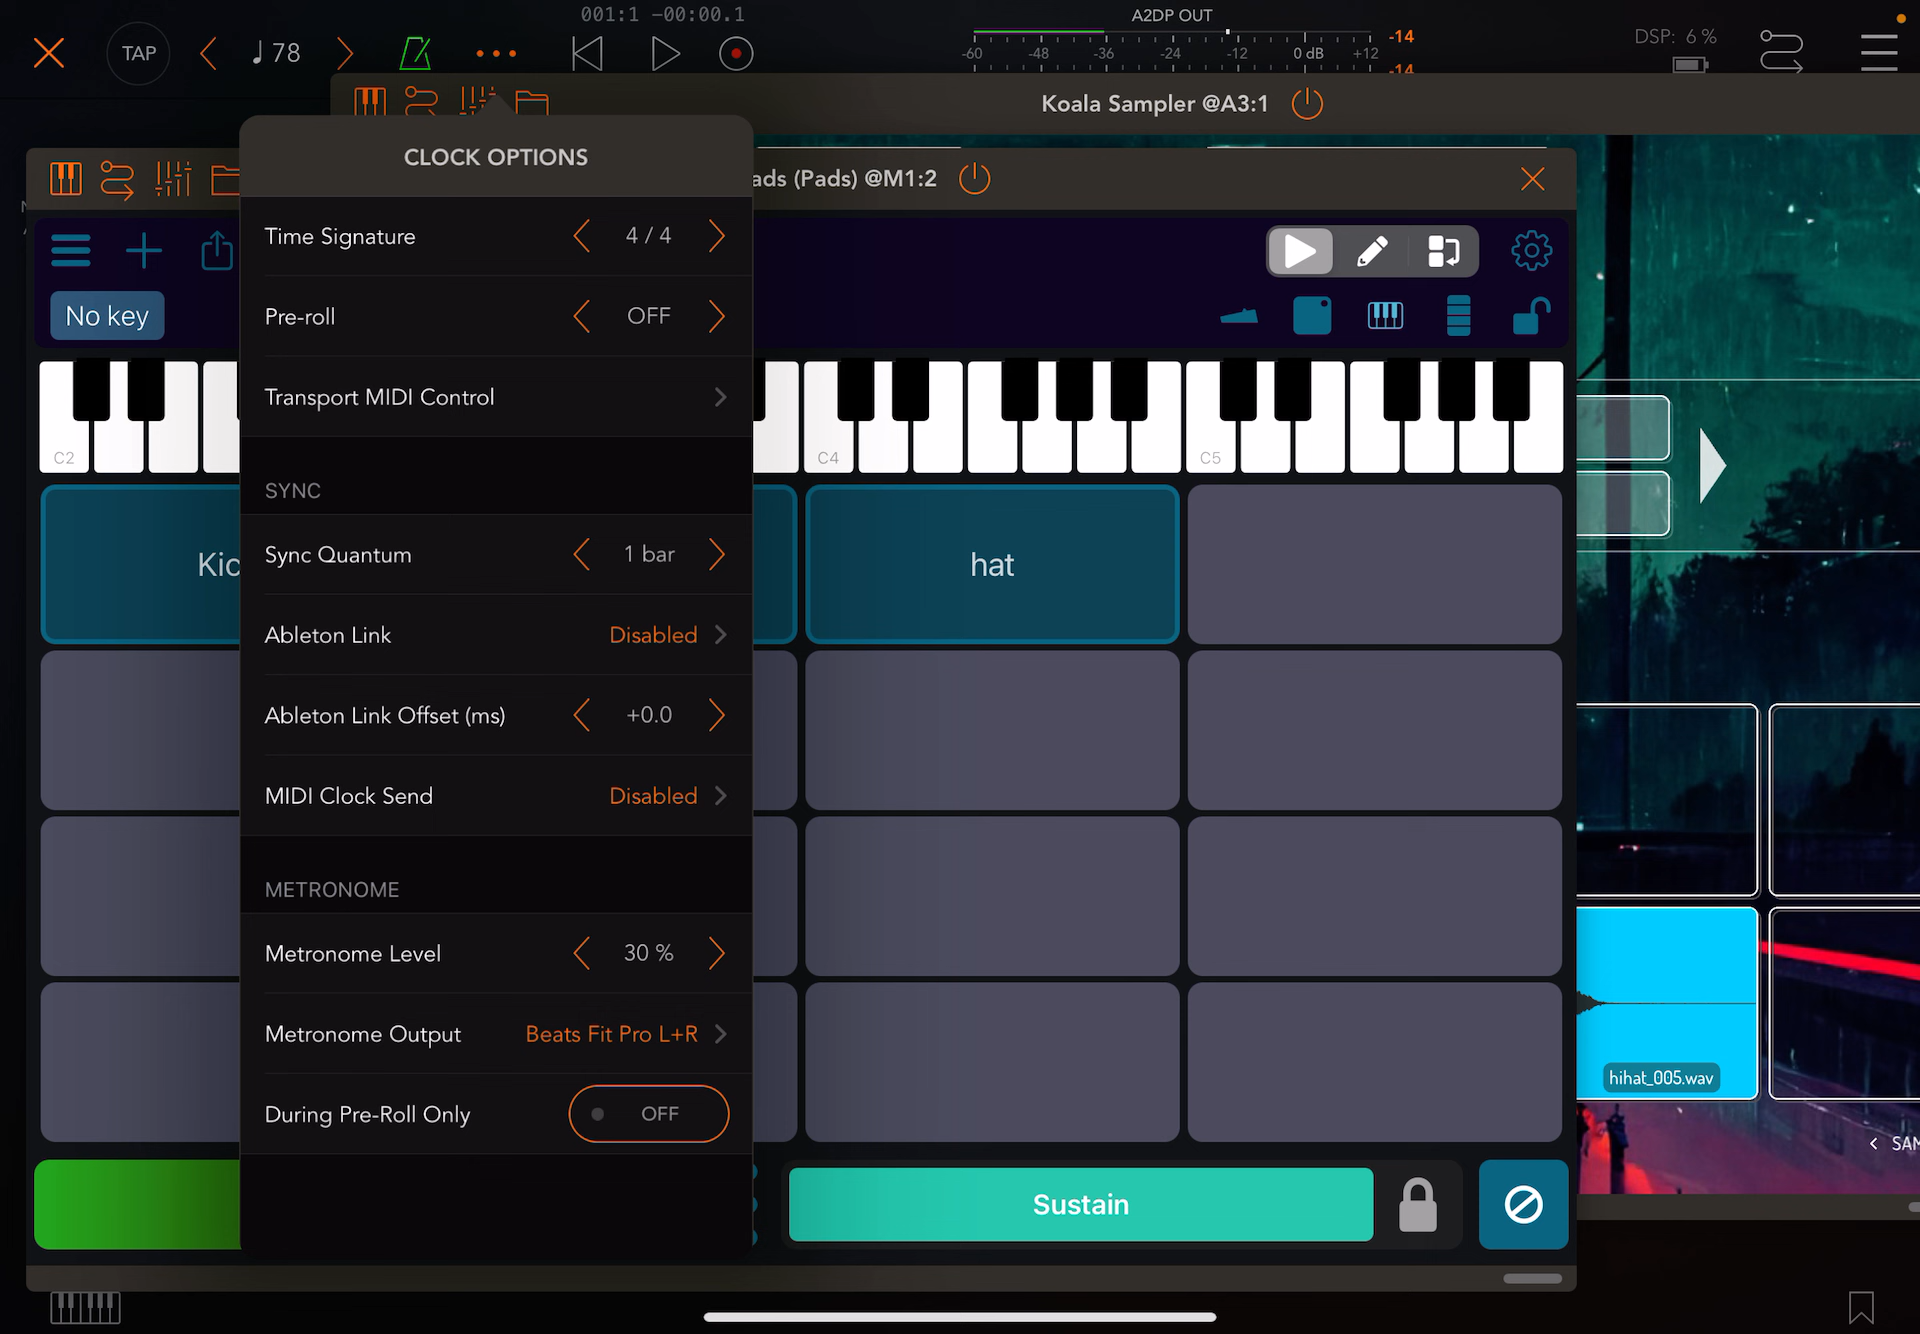 001:1 -00:00.1
A2DP OUT
TAP
78
-60 -48 -36 -24 -12 0 dB +12
-14
-14
DSP: 6 %
Koala Sampler @A3:1
CLOCK OPTIONS
(Pads) @M1:2
Time Signature 4 / 4
Pre-roll OFF
No key
Transport MIDI Control
C2 C4 C5
SYNC
Sync Quantum 1 bar
hat
Ableton Link Disabled
Ableton Link Offset (ms) +0.0
MIDI Clock Send Disabled
METRONOME
Metronome Level 30 %
Metronome Output Beats Fit Pro L+R
hihat_005.wav
During Pre-Roll Only OFF
Sustain